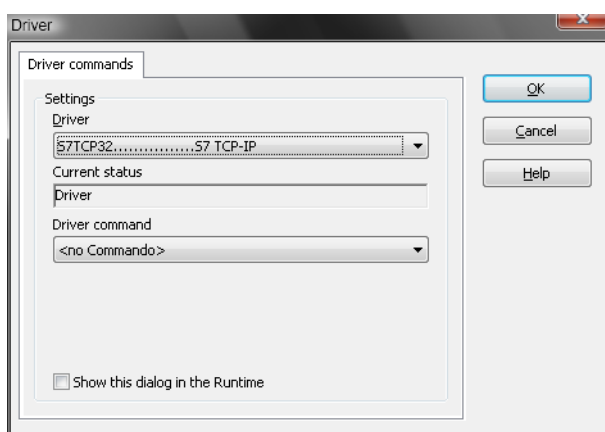 Driver
Driver commands
Settings
Driver
S7TCP32...............S7 TCP-IP
Current status
Driver
Driver command
<no Commando>
Show this dialog in the Runtime
OK
Cancel
Help